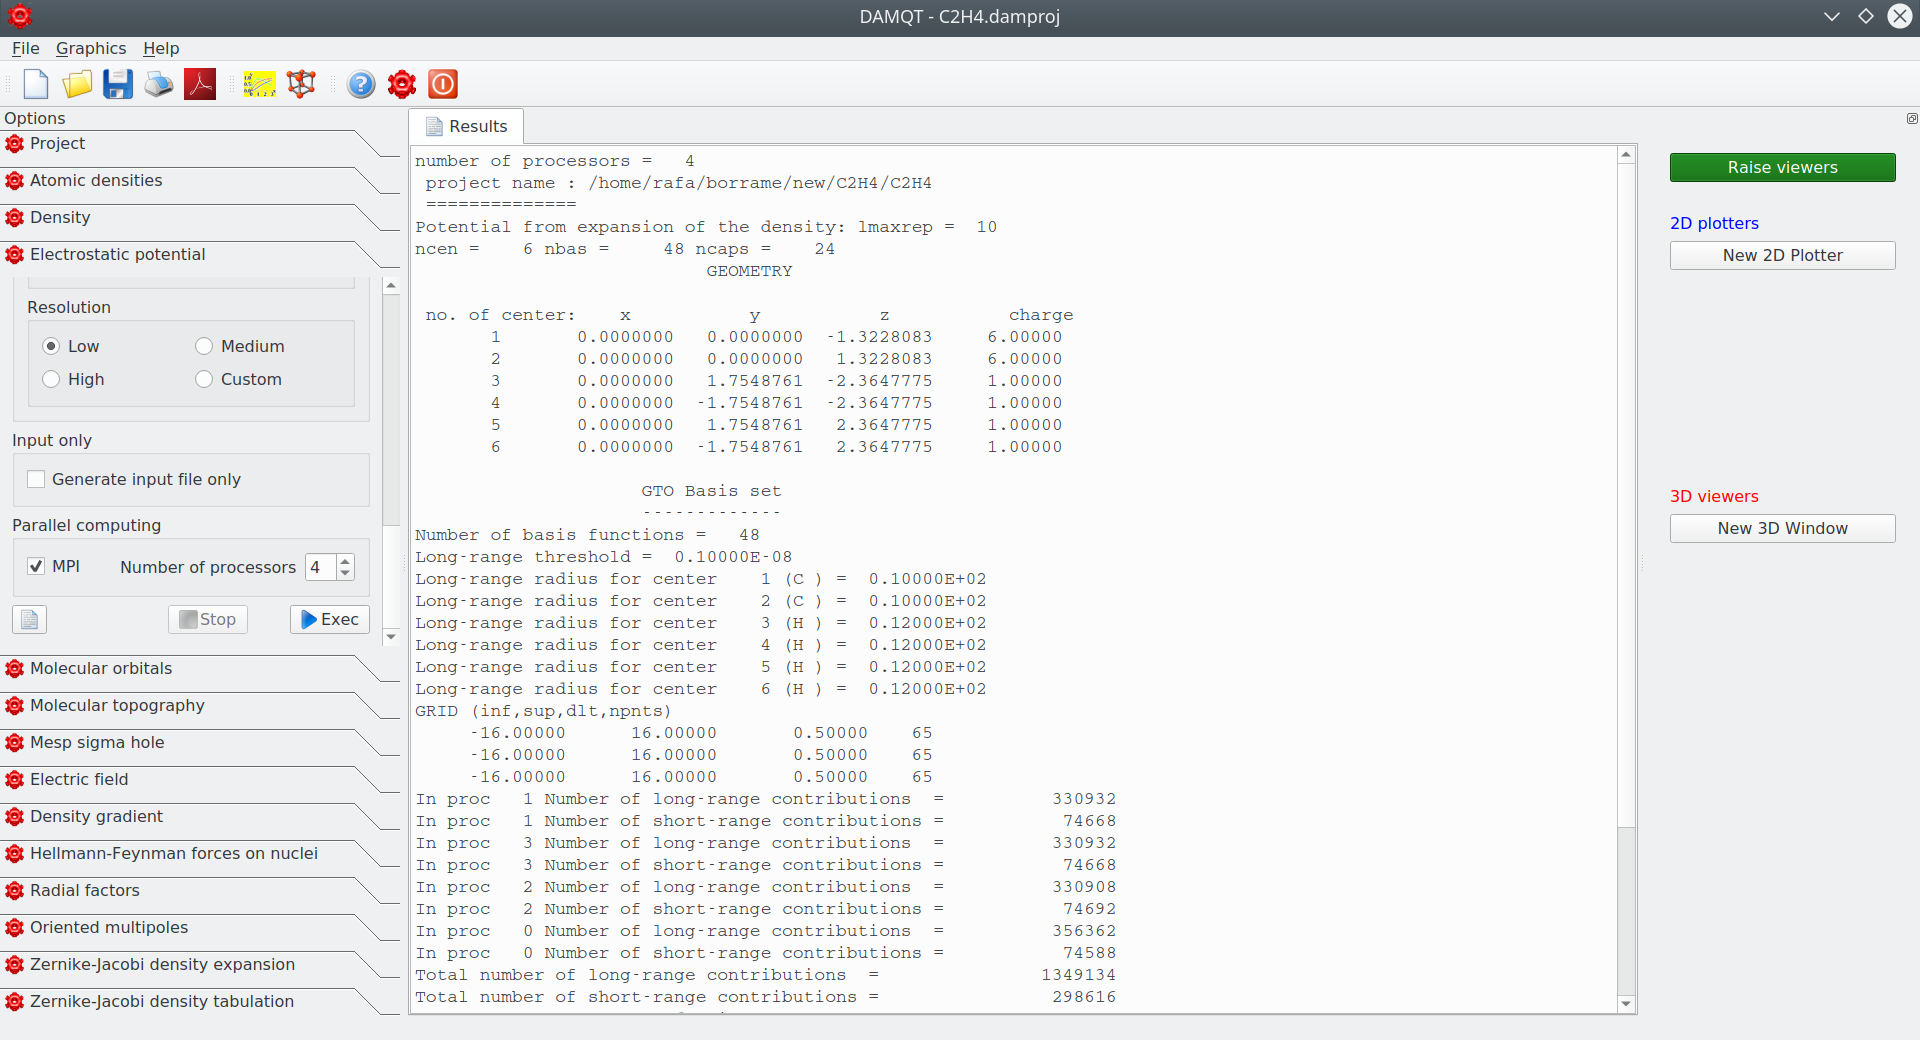 DAMQT - C2H4.damproj
File Graphics Help
Options
Project
Atomic densities
Density
Electrostatic potential
Resolution
Low Medium
High Custom
Input only
Generate input file only
Parallel computing
MPI Number of processors 4
Stop Exec
Molecular orbitals
Molecular topography
Mesp sigma hole
Electric field
Density gradient
Hellmann-Feynman forces on nuclei
Radial factors
Oriented multipoles
Zernike-Jacobi density expansion
Zernike-Jacobi density tabulation
Results
number of processors = 4
project name : /home/rafa/borrame/new/C2H4/C2H4
==============
Potential from expansion of the density: lmaxrep = 10
ncen = 6 nbas = 48 ncaps = 24
GEOMETRY
no. of center: x y z charge
1 0.0000000 0.0000000 -1.3228083 6.00000
2 0.0000000 0.0000000 1.3228083 6.00000
3 0.0000000 1.7548761 -2.3647775 1.00000
4 0.0000000 -1.7548761 -2.3647775 1.00000
5 0.0000000 1.7548761 2.3647775 1.00000
6 0.0000000 -1.7548761 2.3647775 1.00000
GTO Basis set
-------------
Number of basis functions = 48
Long-range threshold = 0.10000E-08
Long-range radius for center 1 (C ) = 0.10000E+02
Long-range radius for center 2 (C ) = 0.10000E+02
Long-range radius for center 3 (H ) = 0.12000E+02
Long-range radius for center 4 (H ) = 0.12000E+02
Long-range radius for center 5 (H ) = 0.12000E+02
Long-range radius for center 6 (H ) = 0.12000E+02
GRID (inf,sup,dlt,npnts)
-16.00000 16.00000 0.50000 65
-16.00000 16.00000 0.50000 65
-16.00000 16.00000 0.50000 65
In proc 1 Number of long-range contributions = 330932
In proc 1 Number of short-range contributions = 74668
In proc 3 Number of long-range contributions = 330932
In proc 3 Number of short-range contributions = 74668
In proc 2 Number of long-range contributions = 330908
In proc 2 Number of short-range contributions = 74692
In proc 0 Number of long-range contributions = 356362
In proc 0 Number of short-range contributions = 74588
Total number of long-range contributions = 1349134
Total number of short-range contributions = 298616
Raise viewers
2D plotters
New 2D Plotter
3D viewers
New 3D Window